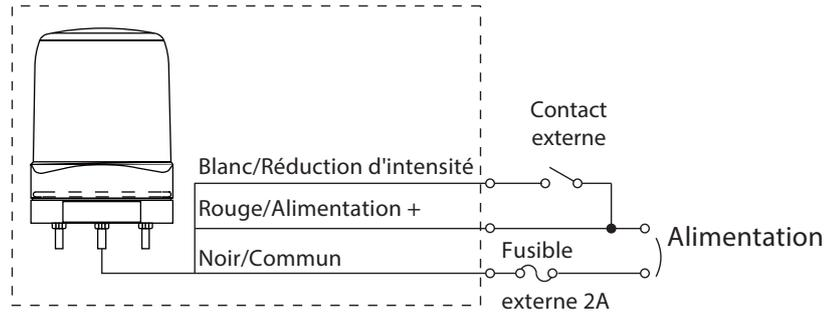 Contact
externe
Blanc/Réduction d'intensité
Rouge/Alimentation +
Alimentation
Noir/Commun
Fusible
externe 2A